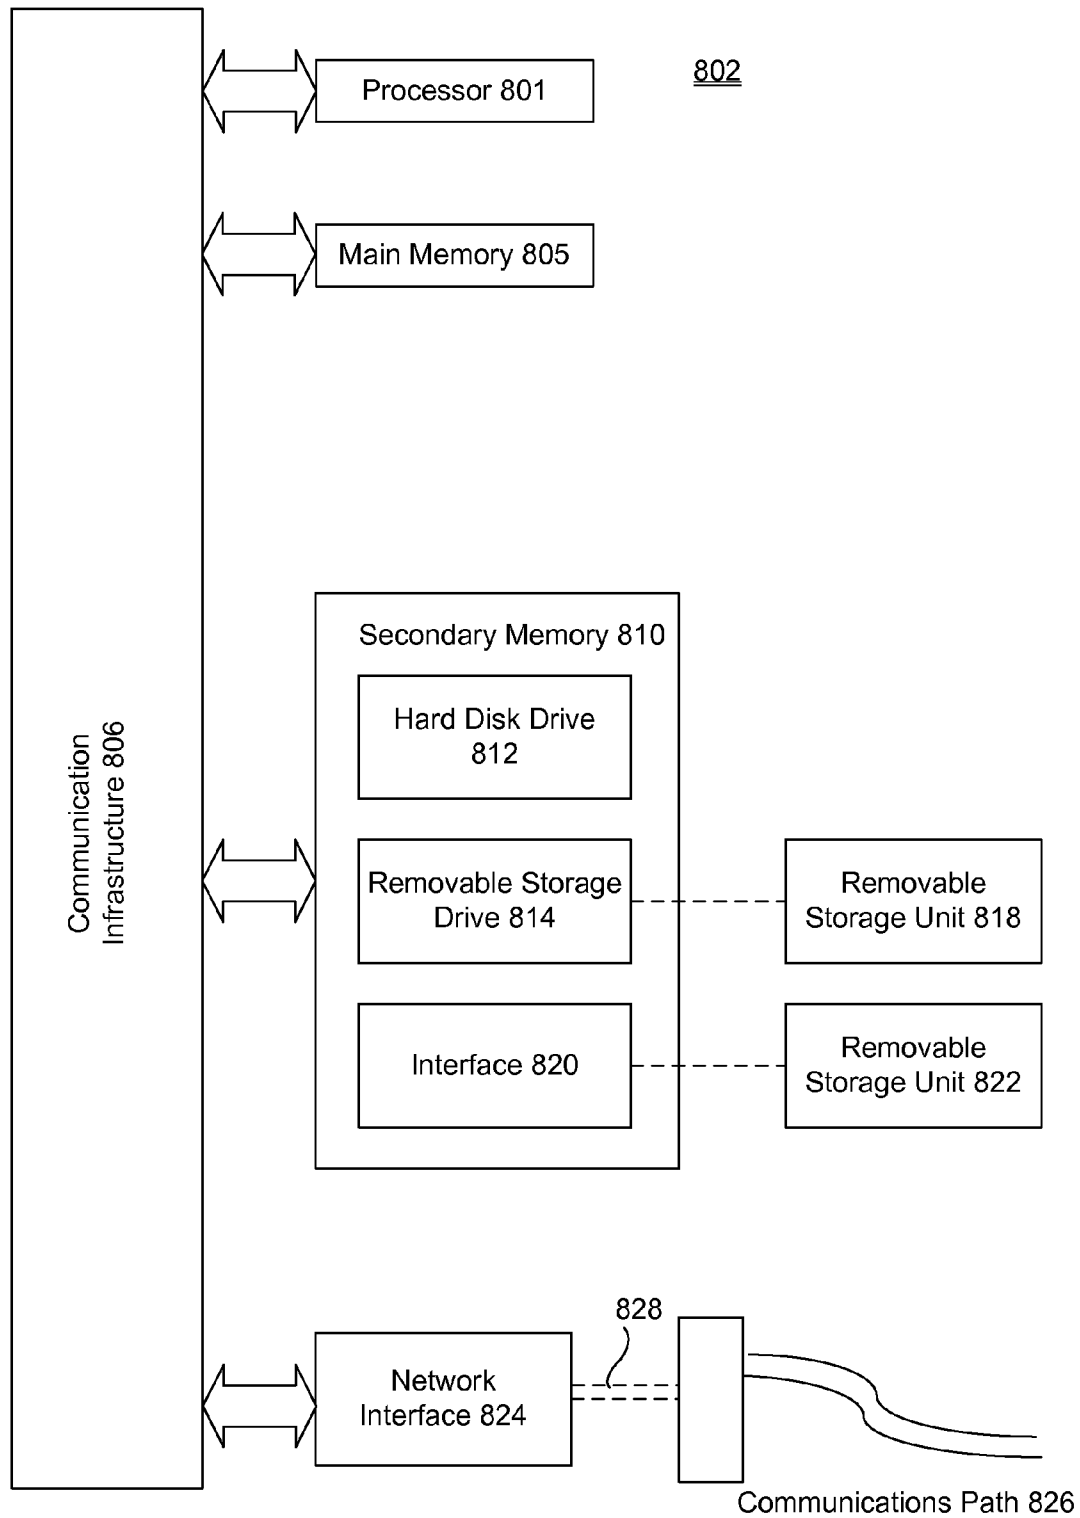 802
Processor 801
Main Memory 805
Communication
Infrastructure 806
Secondary Memory 810
Hard Disk Drive
812
Removable Storage
Drive 814
Removable
Storage Unit 818
Interface 820
Removable
Storage Unit 822
828
Network
Interface 824
Communications Path 826